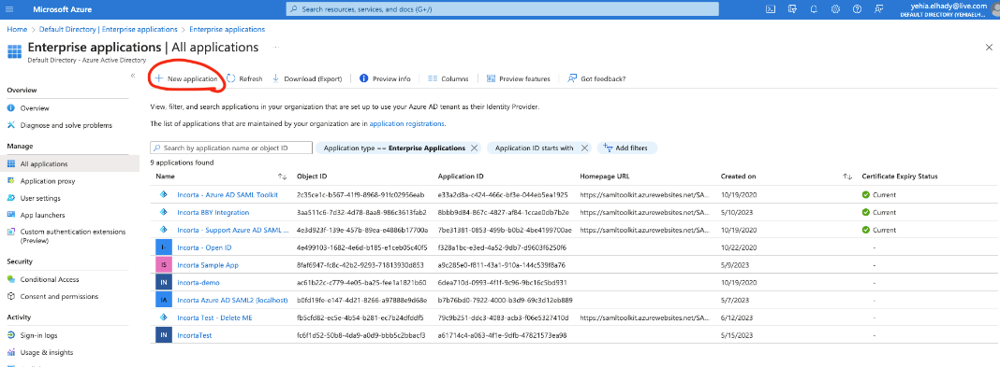 Microsoft Azure
Search resources, services, and docs (G+/)
yehia.elhady@live.com
DEFAULT DIRECTORY (YEHIAELH...
Home > Default Directory | Enterprise applications > Enterprise applications
Enterprise applications | All applications ...
Default Directory - Azure Active Directory
New application
Refresh
Download (Export)
Preview info
Columns
Preview features
Got feedback?
Overview
Overview
Diagnose and solve problems
Manage
All applications
Application proxy
User settings
App launchers
Custom authentication extensions
(Preview)
Security
Conditional Access
Consent and permissions
Activity
Sign-in logs
Usage & insights
View, filter, and search applications in your organization that are set up to use your Azure AD tenant as their Identity Provider.
The list of applications that are maintained by your organization are in application registrations.
Search by application name or object ID
Application type == Enterprise Applications
Application ID starts with
Add filters
9 applications found
Name Object ID Application ID Homepage URL Created on Certificate Expiry Status
Incorta - Azure AD SAML Toolkit 2c35ce1c-b567-41f9-8968-91fc02956eab e33a2d8a-c424-466c-bf3e-044eb5ea1925 https://samltoolkit.azurewebsites.net/SA... 10/19/2020 Current
Incorta BBY Integration 3aa511c6-7d32-4d78-8aa8-986c3613fab2 8bbb9d84-867c-4827-af84-1ccae0db7b2e https://samltoolkit.azurewebsites.net/SA... 5/10/2023 Current
Incorta - Support Azure AD SAML ... 4e3d923f-139e-457b-89ea-e4886b17700a 7be31381-0853-499b-b0b2-4be4199700ae https://samltoolkit.azurewebsites.net/SA... 10/19/2020 Current
I- Incorta - Open ID 4e499103-1682-4e6d-b185-e1ceb05c40f5 f328a1bc-e3ed-4a52-9db7-d9603f6250f6 10/22/2020 -
IS Incorta Sample App 8faf6947-fc8c-42b2-9293-71813930d853 a9c285e0-f811-43a1-910a-144c539f8a76 5/9/2023 -
IN incorta-demo ac61b22c-c779-4e05-ba25-fee1a1821b60 6dea710d-0993-4f1f-9c96-9bc16c5bd931 10/19/2020 -
IA Incorta Azure AD SAML2 (localhost) b0fd19fe-e147-4d21-8266-a97888e9d68e b7b76bd0-7922-4000-b3d9-69c3d12eb889 5/7/2023 -
Incorta Test - Delete ME fb5cfd82-ec5e-4b54-b281-ec7b24dfddf5 79c9b251-ddc3-4083-acb3-f06e5327410d https://samltoolkit.azurewebsites.net/SA... 6/12/2023 -
IN IncortaTest fc6f1d52-50b8-4da9-a0d9-bbb5c2bbacf3 a61714c4-a063-4f1e-9dfb-47821573ea98 5/15/2023 -